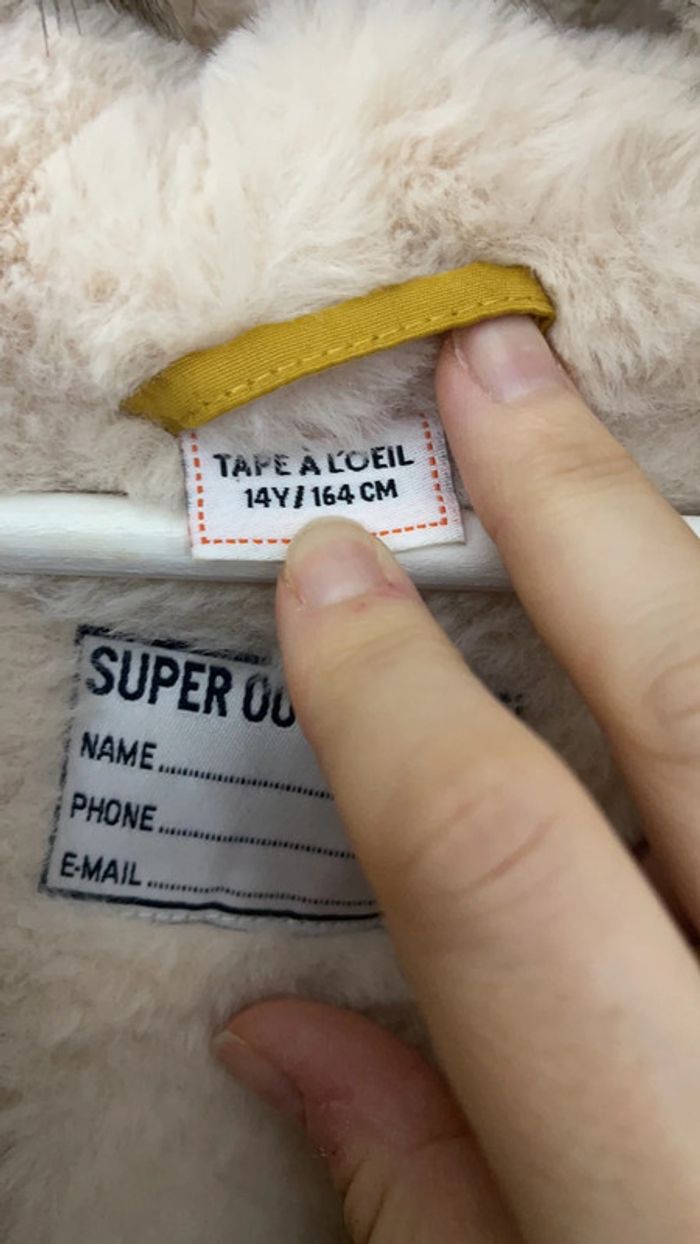 TAPE À L'OEIL
14Y/ 164 CM
SUPER
NAME
PHONE
E-MAIL